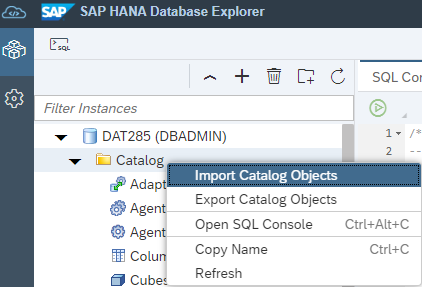 SAP SAP HANA Database Explorer
SQL
SQL Con
Filter Instances
DAT285 (DBADMIN)
1 /*
2 --
Catalog
Import Catalog Objects
Adapt
Export Catalog Objects
Agent
Open SQL Console Ctrl+Alt+C
Agent
Copy Name Ctrl+C
Colum
Refresh
Cubes